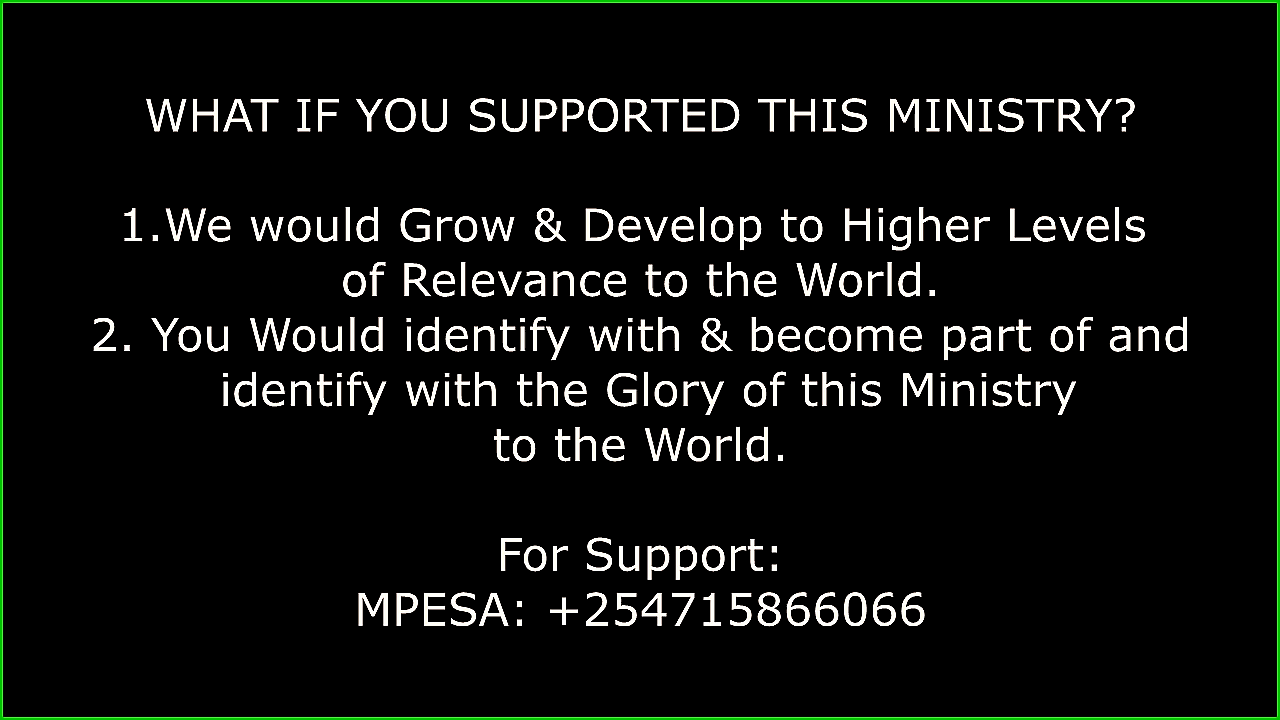 WHAT IF YOU SUPPORTED THIS MINISTRY?
1.We would Grow & Develop to Higher Levels
of Relevance to the World.
2. You Would identify with & become part of and
identify with the Glory of this Ministry
to the World.
For Support:
MPESA: +254715866066